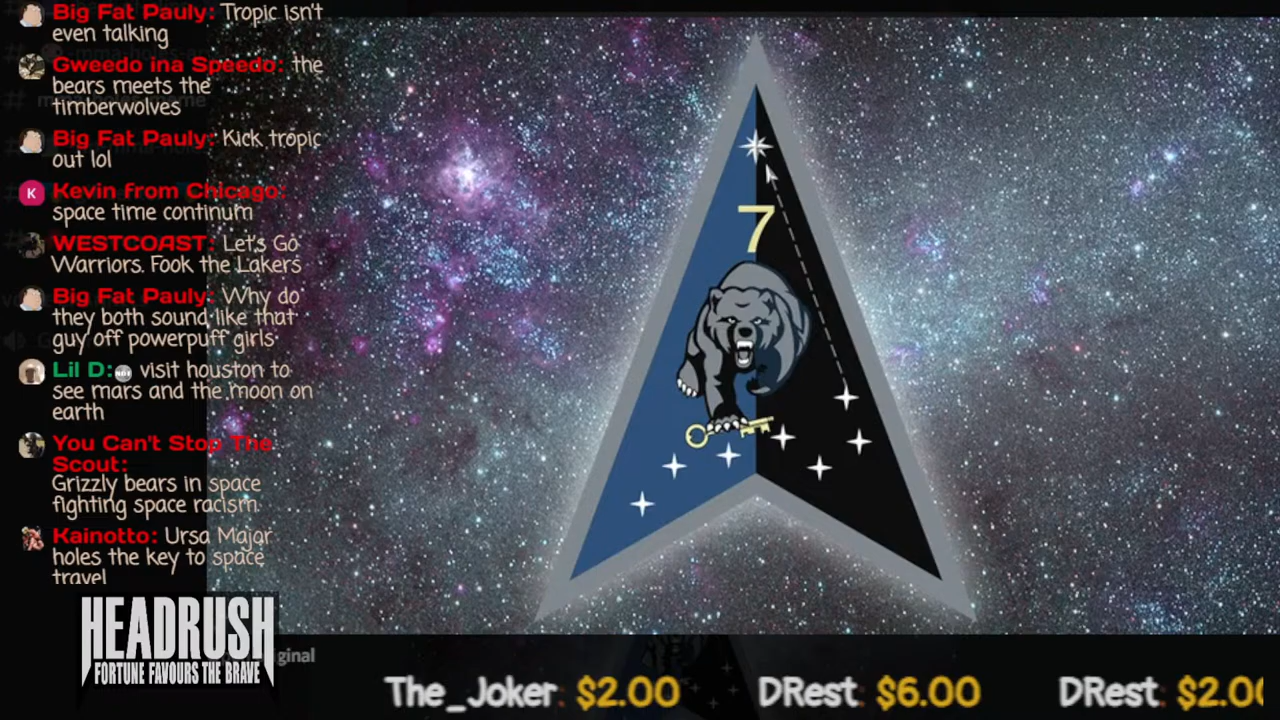 Big Fat Pauly: Tropic isn't
even talking
Gweedo ina Speedo: the
bears meets the
timberwolves
Big Fat Pauly: Kick tropic
out lol
K
Kevin from Chicago:
space time continum
WESTCOAST: Let's Go
Warriors. Fook the Lakers
Big Fat Pauly: Why do
they both sound like that
guy off powerpuff girls
Lil D: visit houston to
see mars and the moon on
earth
You Can't Stop The
Scout:
Grizzly bears in space
fighting space racism
Kainotto: Ursa Majar
holes the key to space
travel
7
HEADRUSH
FORTUNE FAVOURS THE BRAVE
The_Joker: $2.00 DRest: $6.00 DRest: $2.00